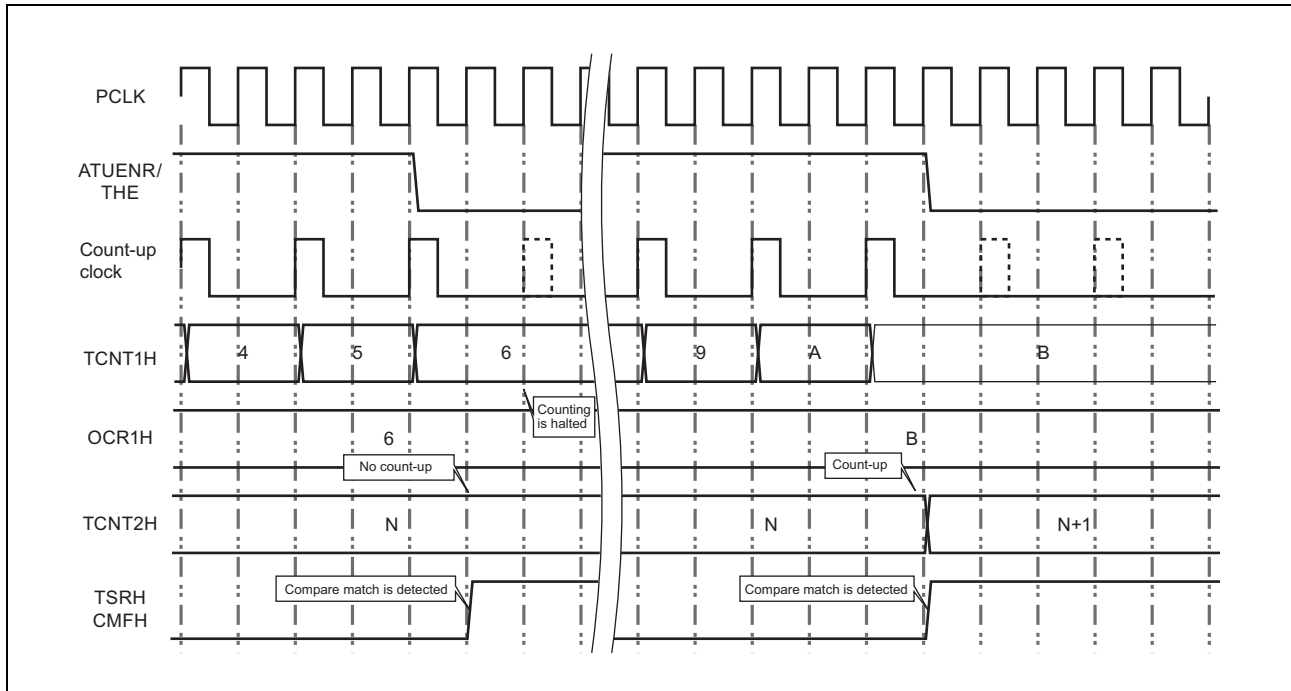 PCLK
ATUENR/
THE
Count-up
clock
TCNT1H
4
5
6
9
A
B
Counting
is halted
OCR1H
6
B
No count-up
Count-up
TCNT2H
N
N
N+1
Compare match is detected
Compare match is detected
TSRH
CMFH